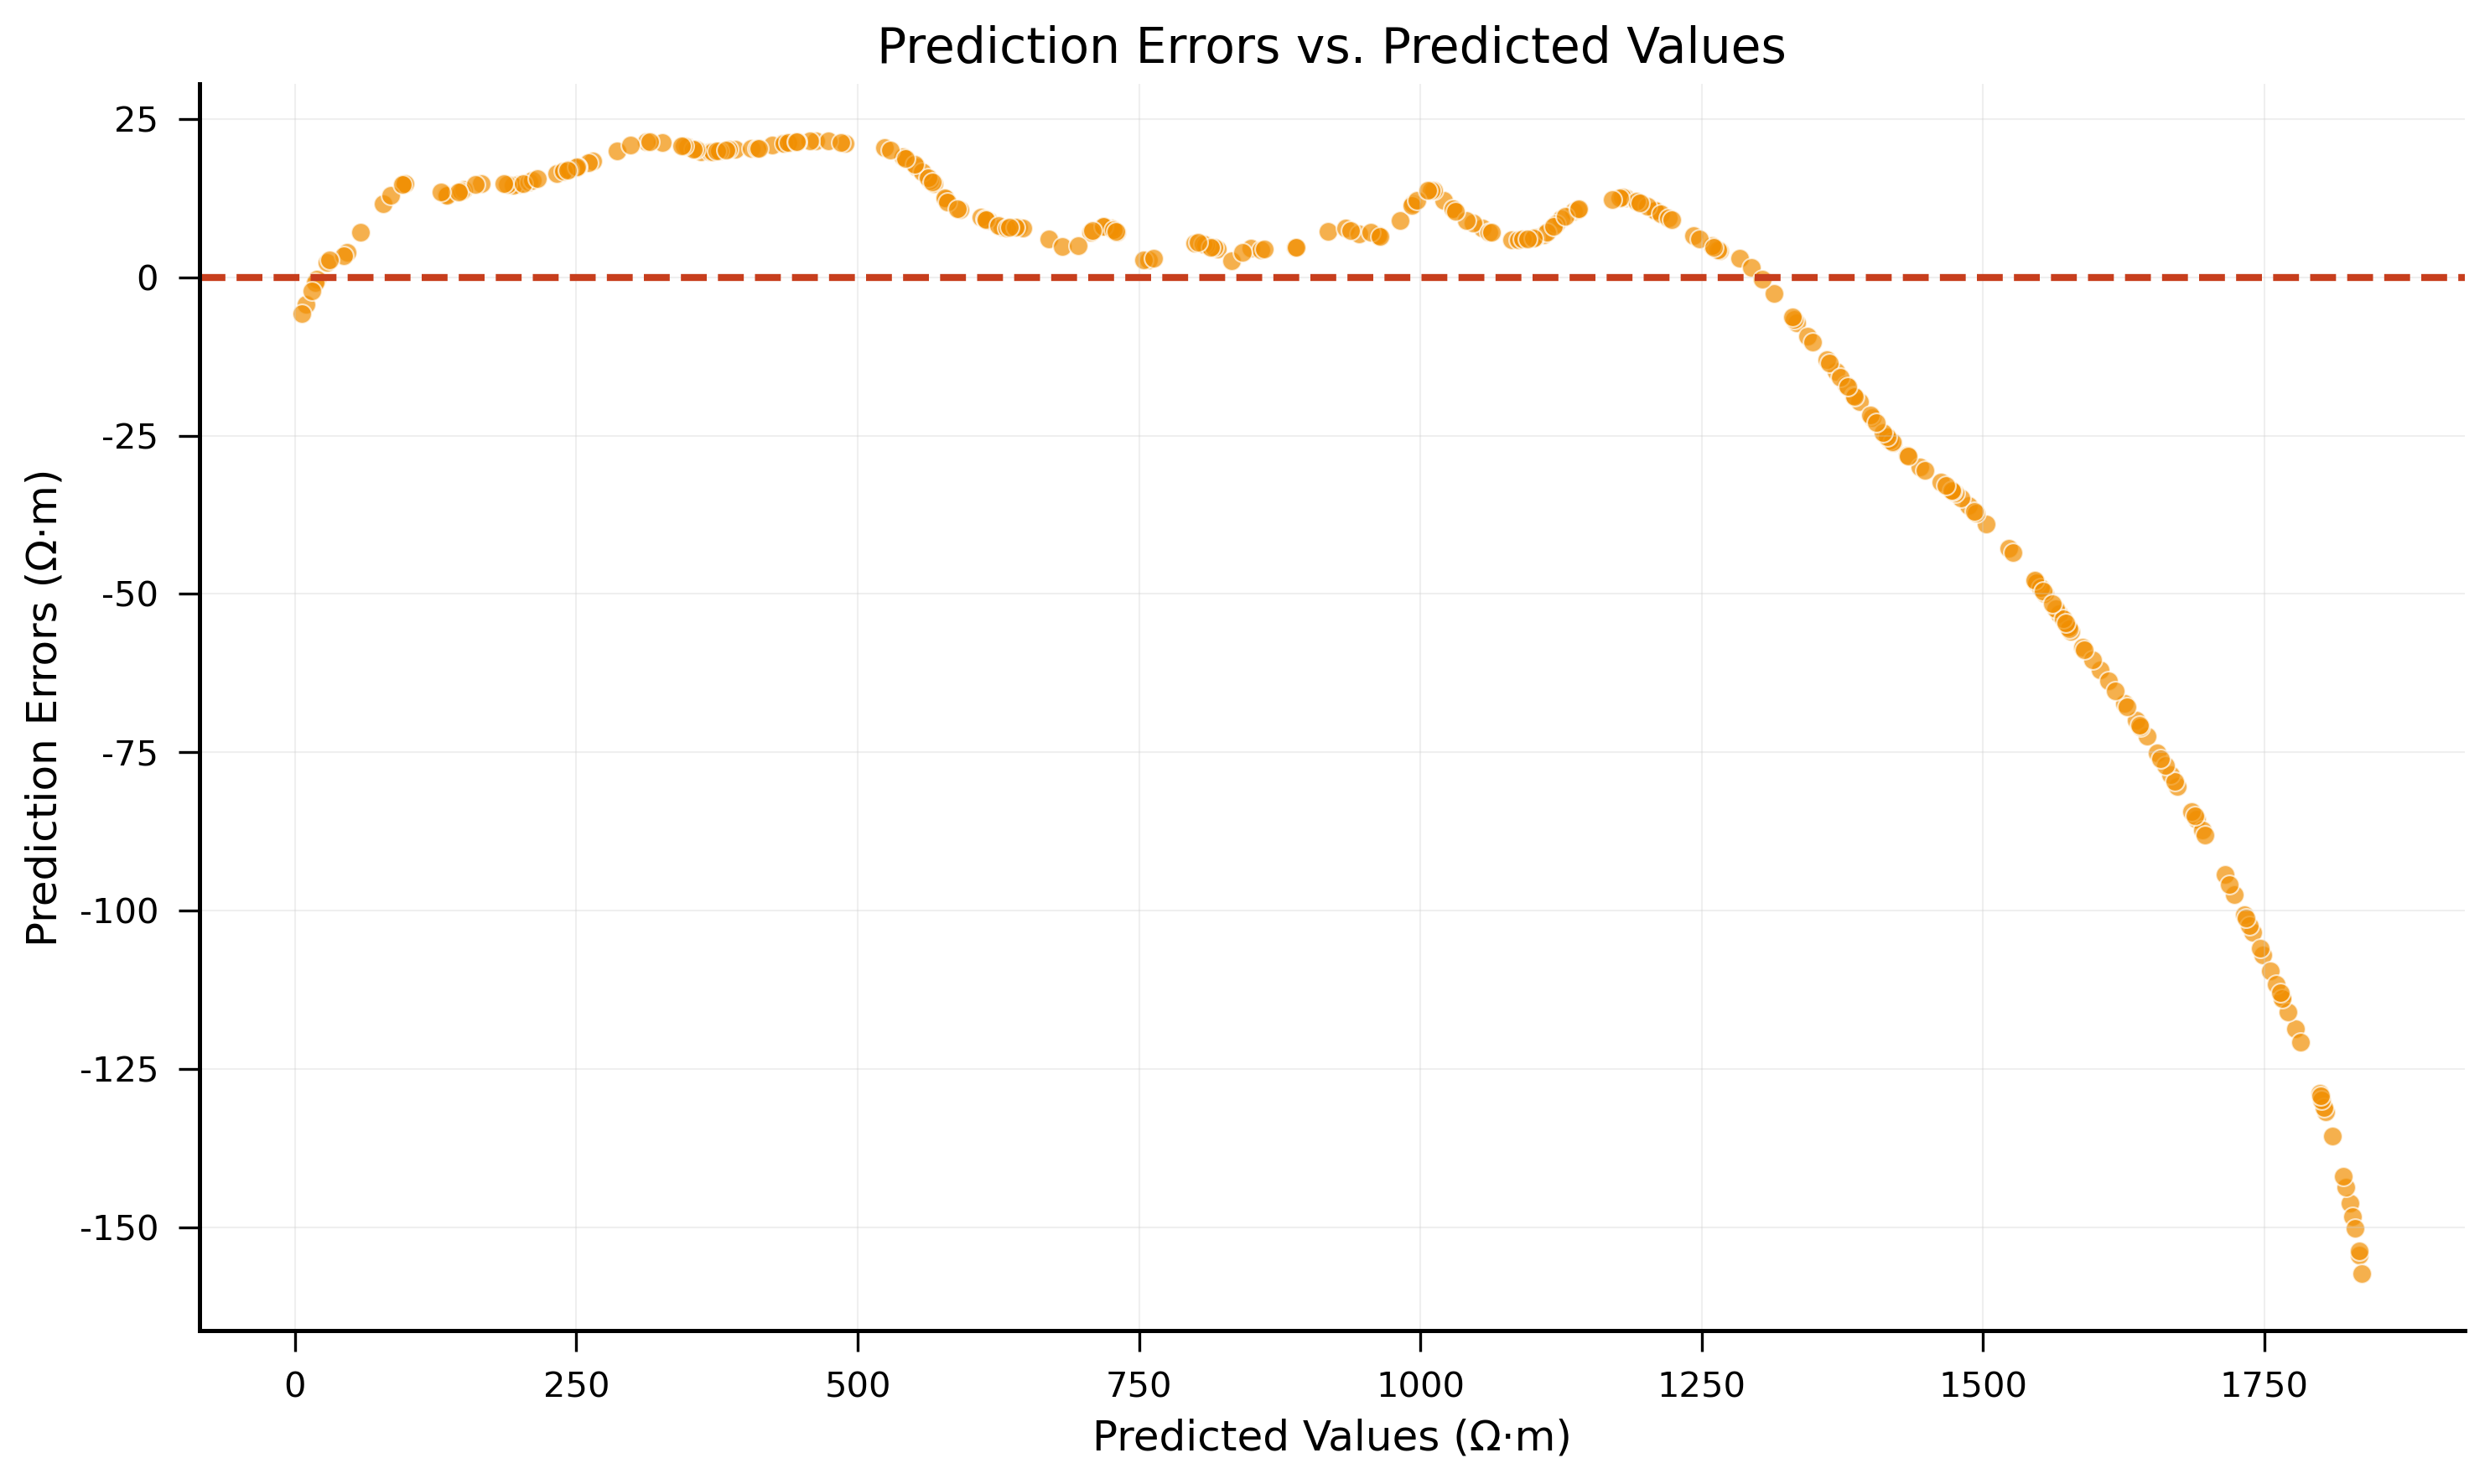 Prediction Errors vs. Predicted Values
25
0
-25
-50
-75
-100
-125
-150
Prediction Errors (Ω·m)
0 250 500 750 1000 1250 1500 1750
Predicted Values (Ω·m)